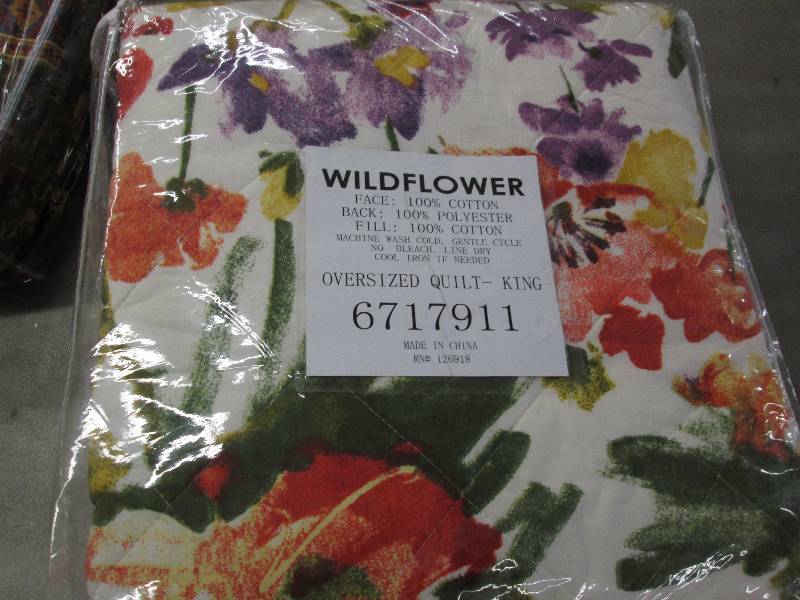 WILDFLOWER
FACE: 100% COTTON
BACK: 100% POLYESTER
FILL: 100% COTTON
MACHINE WASH COLD, GENTLE CYCLE
NO BLEACH. LINE DRY
COOL IRON IF NEEDED
OVERSIZED QUILT- KING
6717911
MADE IN CHINA
RN# 126918